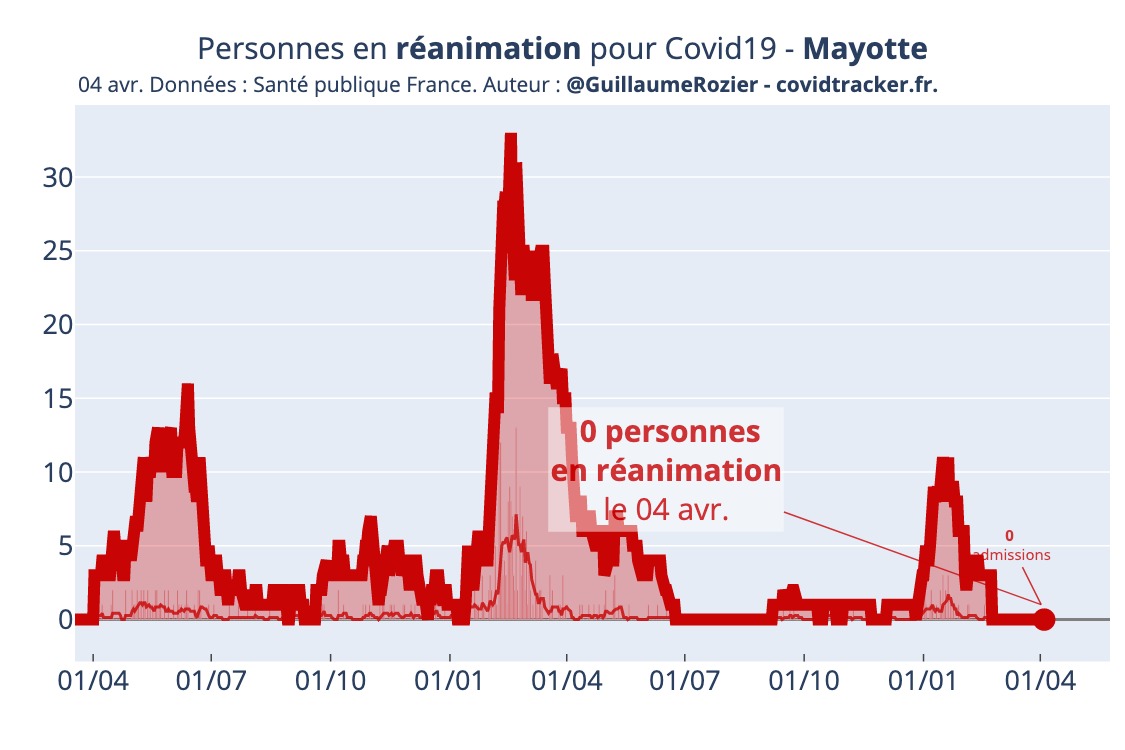 Personnes en réanimation pour Covid19 - Mayotte
04 avr. Données : Santé publique France. Auteur : @GuillaumeRozier - covidtracker.fr.
30
25
20
15
10
5
0
0 personnes
en réanimation
le 04 avr.
0
admissions
01/04 01/07 01/10 01/01 01/04 01/07 01/10 01/01 01/04